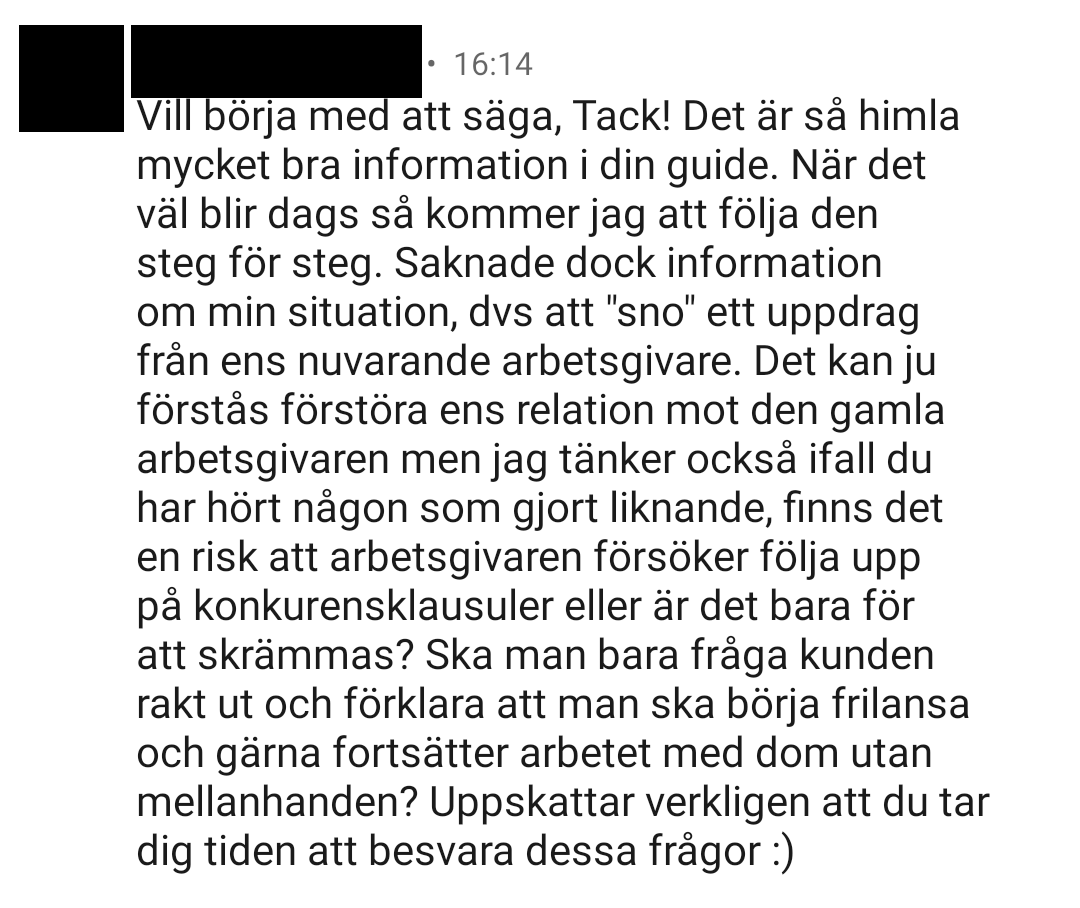 • 16:14
Vill börja med att säga, Tack! Det är så himla
mycket bra information i din guide. När det
väl blir dags så kommer jag att följa den
steg för steg. Saknade dock information
om min situation, dvs att "sno" ett uppdrag
från ens nuvarande arbetsgivare. Det kan ju
förstås förstöra ens relation mot den gamla
arbetsgivaren men jag tänker också ifall du
har hört någon som gjort liknande, finns det
en risk att arbetsgivaren försöker följa upp
på konkurensklausuler eller är det bara för
att skrämmas? Ska man bara fråga kunden
rakt ut och förklara att man ska börja frilansa
och gärna fortsätter arbetet med dom utan
mellanhanden? Uppskattar verkligen att du tar
dig tiden att besvara dessa frågor :)